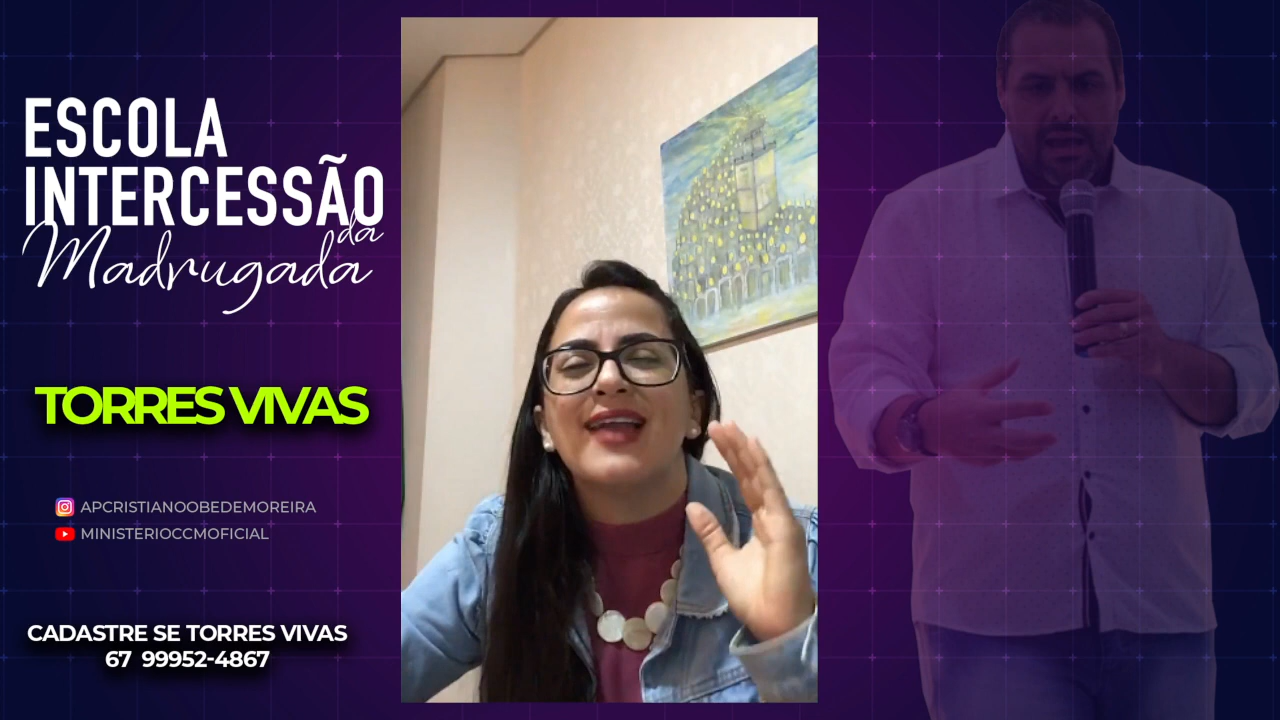 ESCOLA
INTERCESSÃO
da
Madrugada
TORRES VIVAS
APCRISTIANOOBEDEMOREIRA
MINISTERIOCCMOFICIAL
CADASTRE SE TORRES VIVAS
67 99952-4867